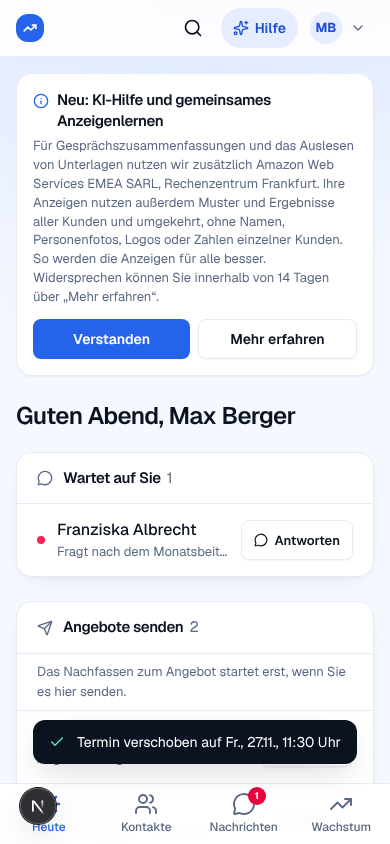 Hilfe
MB
Neu: KI-Hilfe und gemeinsames
Anzeigenlernen
Für Gesprächszusammenfassungen und das Auslesen
von Unterlagen nutzen wir zusätzlich Amazon Web
Services EMEA SARL, Rechenzentrum Frankfurt. Ihre
Anzeigen nutzen außerdem Muster und Ergebnisse
aller Kunden und umgekehrt, ohne Namen,
Personenfotos, Logos oder Zahlen einzelner Kunden.
So werden die Anzeigen für alle besser.
Widersprechen können Sie innerhalb von 14 Tagen
über „Mehr erfahren“.
Verstanden
Mehr erfahren
Guten Abend, Max Berger
Wartet auf Sie 1
Franziska Albrecht
Fragt nach dem Monatsbeit…
Antworten
Angebote senden 2
Das Nachfassen zum Angebot startet erst, wenn Sie
es hier senden.
Termin verschoben auf Fr., 27.11., 11:30 Uhr
N
1
Heute
Kontakte
Nachrichten
Wachstum